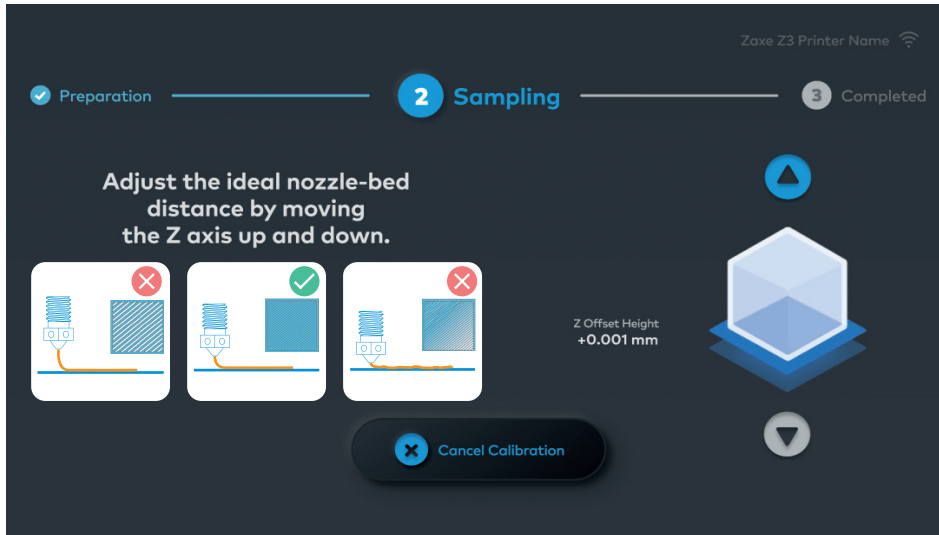 Zaxe Z3 Printer Name
Preparation
2 Sampling
3 Completed
Adjust the ideal nozzle-bed
distance by moving
the Z axis up and down.
Z Offset Height
+0.001 mm
Cancel Calibration